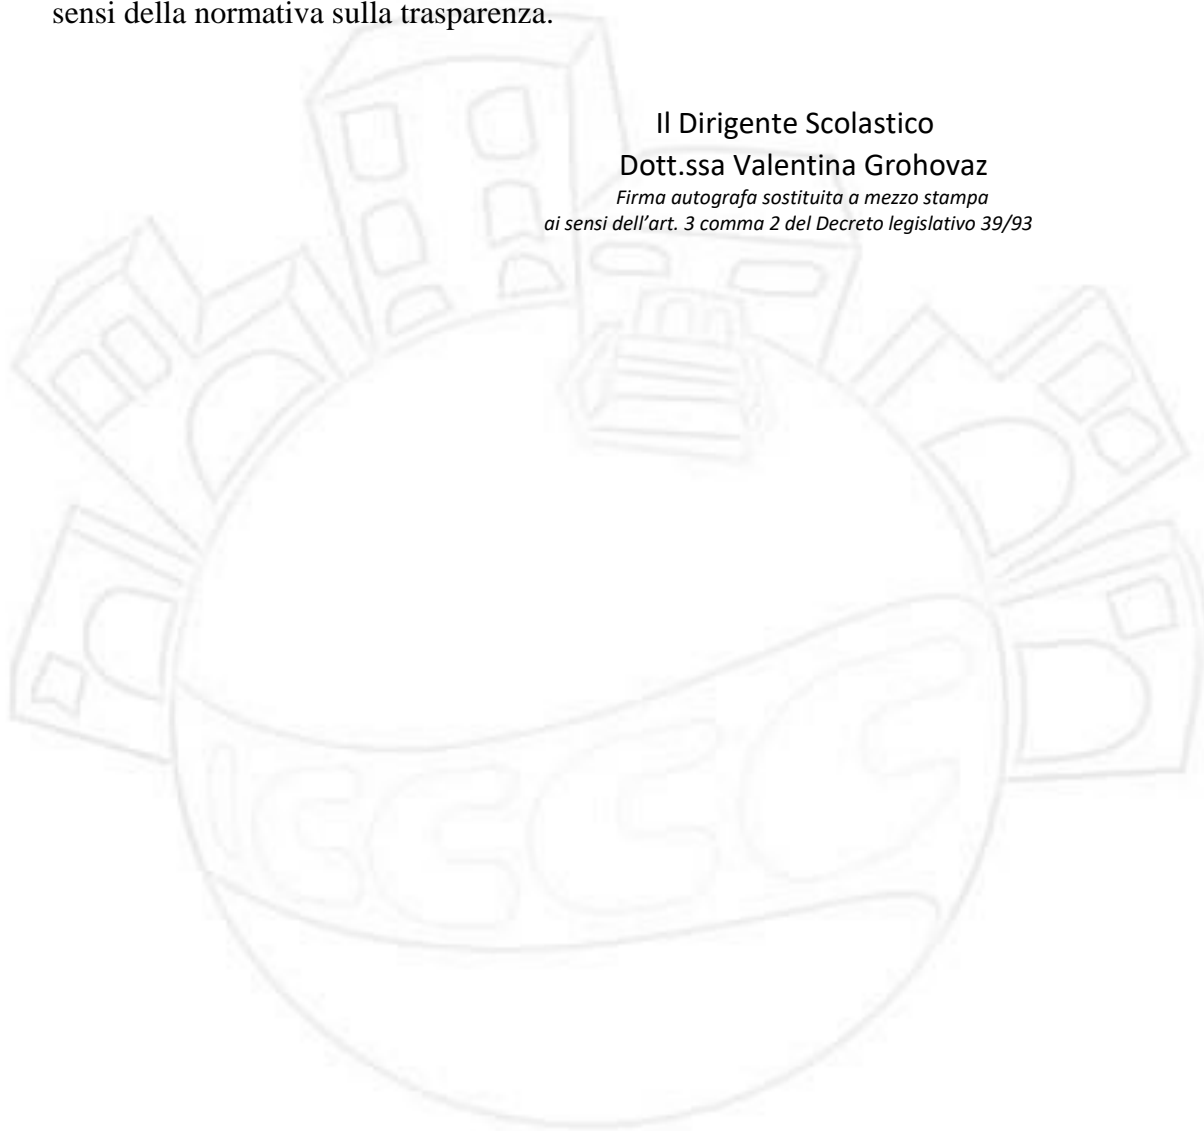 sensi della normativa sulla trasparenza.
Il Dirigente Scolastico
Dott.ssa Valentina Grohovaz
Firma autografa sostituita a mezzo stampa
ai sensi dell’art. 3 comma 2 del Decreto legislativo 39/93